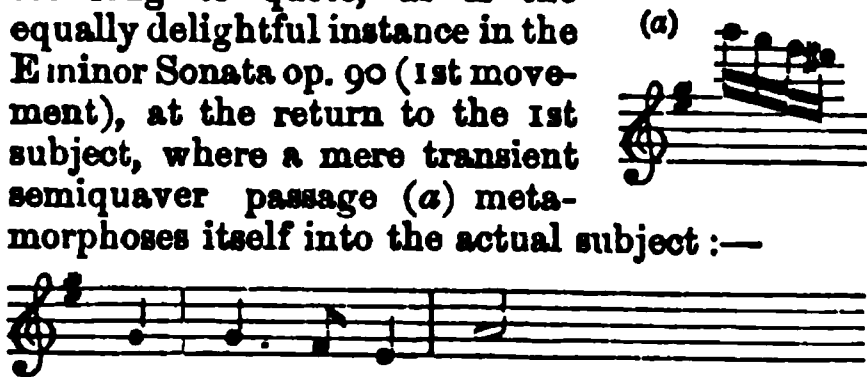 equally delightful instance in the
(a)
E minor Sonata op. 90 (1st move-
ment), at the return to the 1st
subject, where a mere transient
semiquaver passage (a) meta-
morphoses itself into the actual subject :—